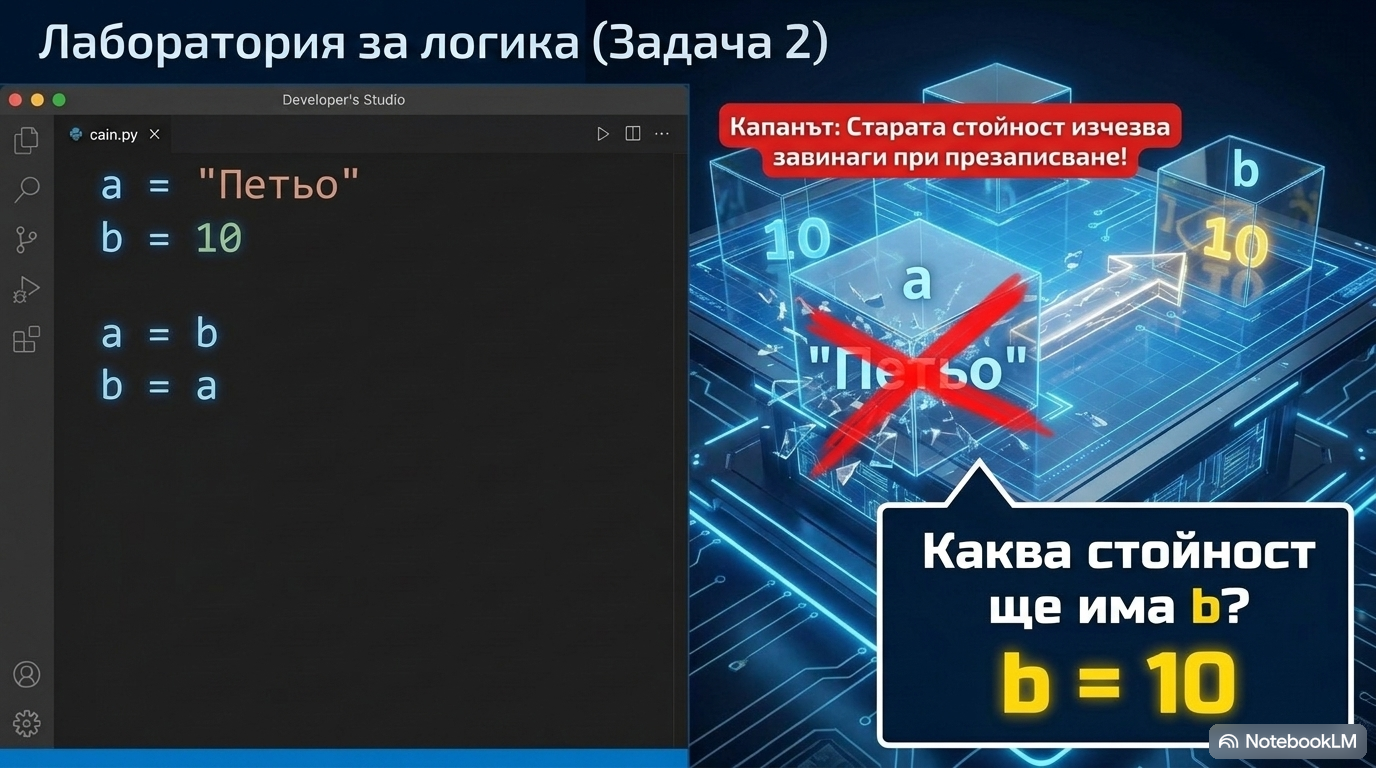 Лаборатория за логика (Задача 2)
Developer's Studio
cain.py
a = "Петьо"
b = 10
a = b
b = a
Капанът: Старата стойност изчезва
завинаги при презаписване!
10
a
"Петьо"
b
10
Каква стойност
ще има b?
b = 10
NotebookLM